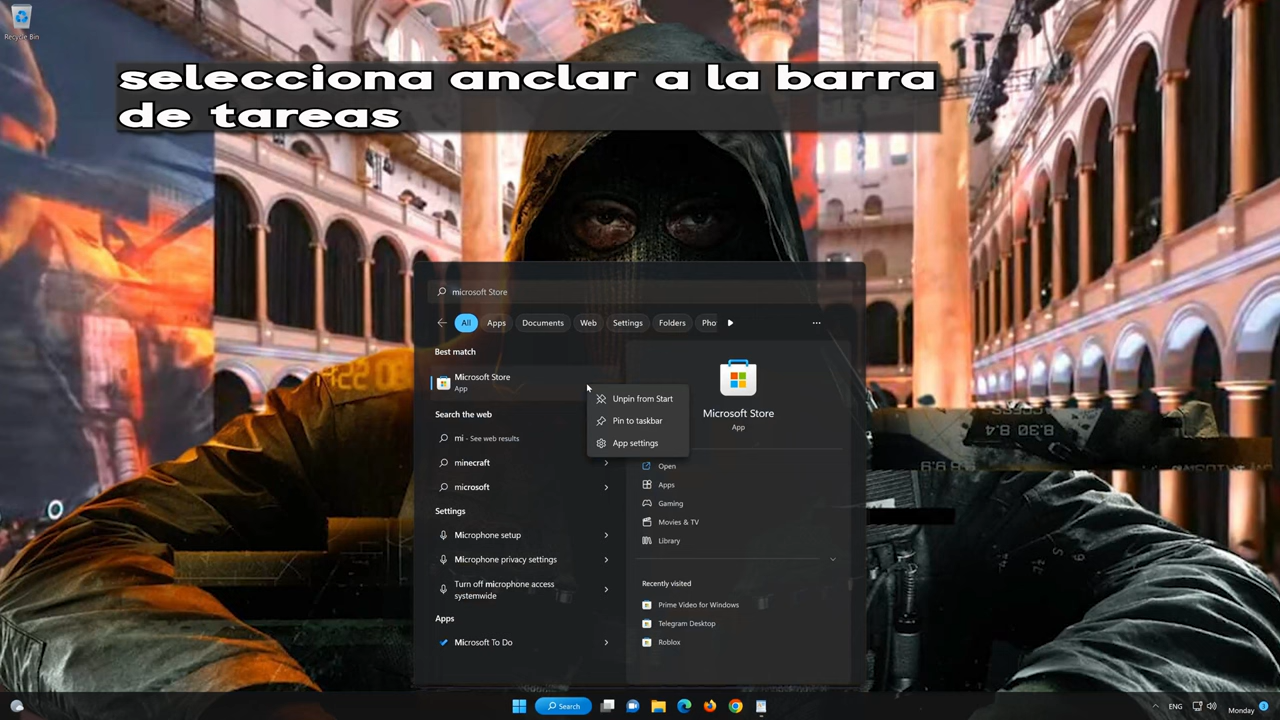 Recycle Bin
selecciona anclar a la barra
de tareas
microsoft Store
All
Apps
Documents
Web
Settings
Folders
Pho
Best match
Microsoft Store
App
Search the web
mi - See web results
minecraft
microsoft
Settings
Microphone setup
Microphone privacy settings
Turn off microphone access
systemwide
Apps
Microsoft To Do
Unpin from Start
Pin to taskbar
App settings
Microsoft Store
App
Open
Apps
Gaming
Movies & TV
Library
Recently visited
Prime Video for Windows
Telegram Desktop
Roblox
Search
ENG
Monday
3